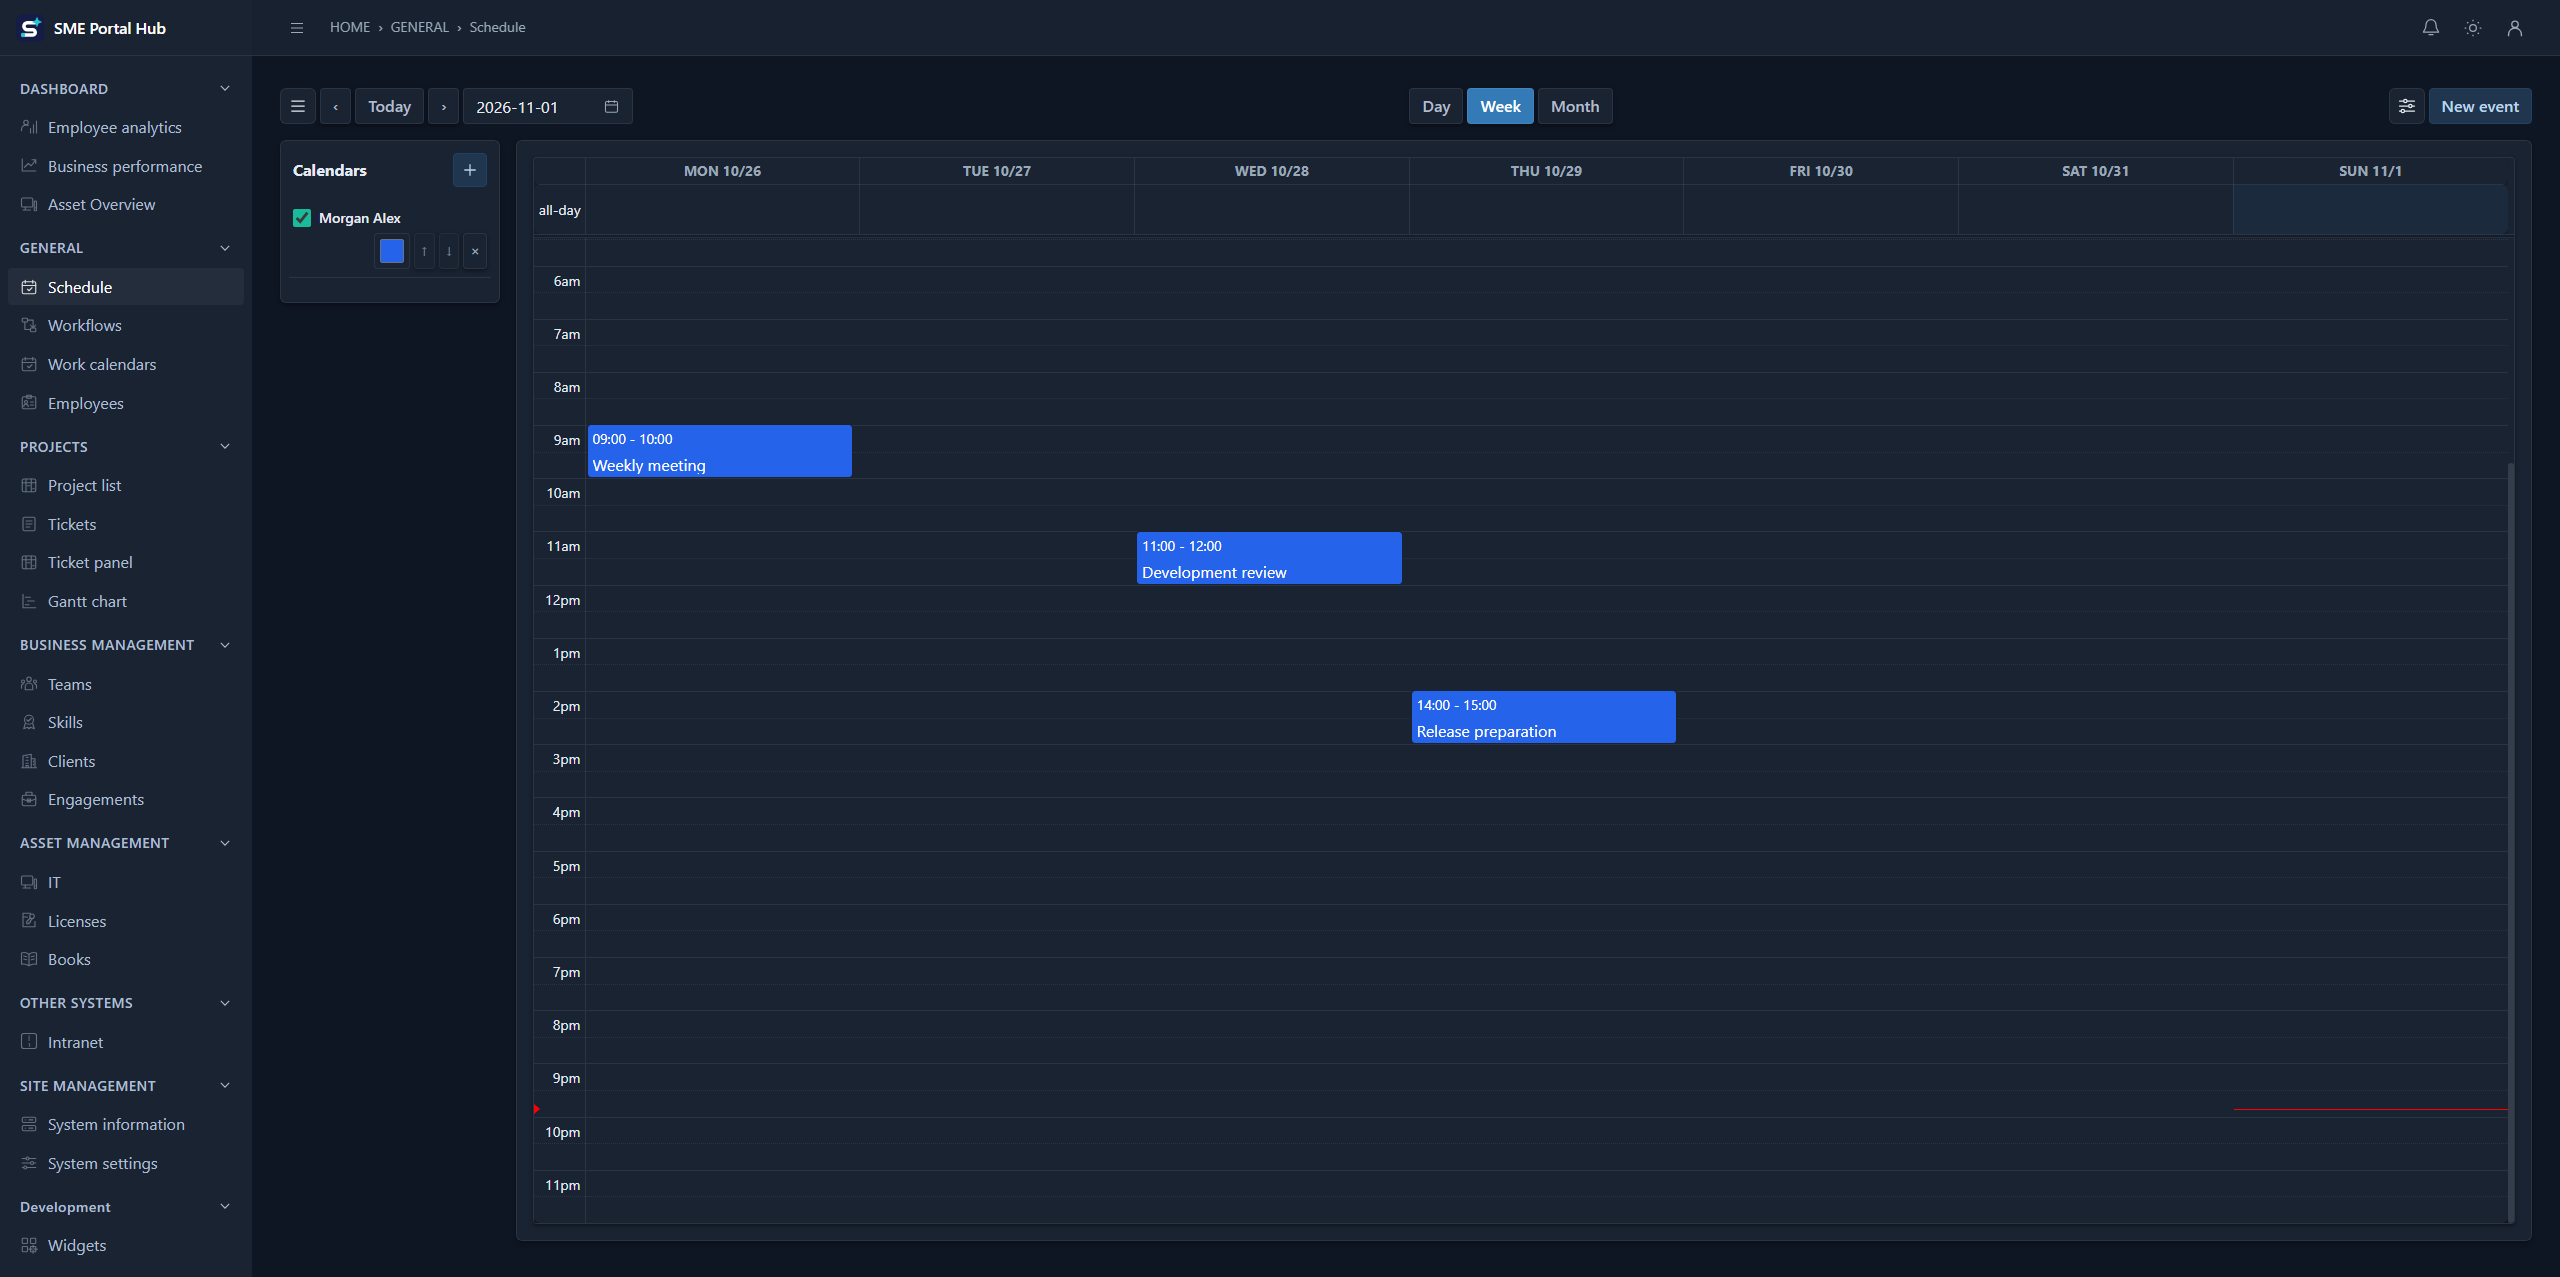 SME Portal Hub
HOME › GENERAL › Schedule
DASHBOARD
Employee analytics
Business performance
Asset Overview
GENERAL
Schedule
Workflows
Work calendars
Employees
PROJECTS
Project list
Tickets
Ticket panel
Gantt chart
BUSINESS MANAGEMENT
Teams
Skills
Clients
Engagements
ASSET MANAGEMENT
IT
Licenses
Books
OTHER SYSTEMS
Intranet
SITE MANAGEMENT
System information
System settings
Development
Widgets
‹ Today › 2026-11-01
Day Week Month
New event
Calendars +
Morgan Alex
↑ ↓ ×
MON 10/26 TUE 10/27 WED 10/28 THU 10/29 FRI 10/30 SAT 10/31 SUN 11/1
all-day
6am
7am
8am
9am
09:00 - 10:00
Weekly meeting
10am
11am
11:00 - 12:00
Development review
12pm
1pm
2pm
14:00 - 15:00
Release preparation
3pm
4pm
5pm
6pm
7pm
8pm
9pm
10pm
11pm